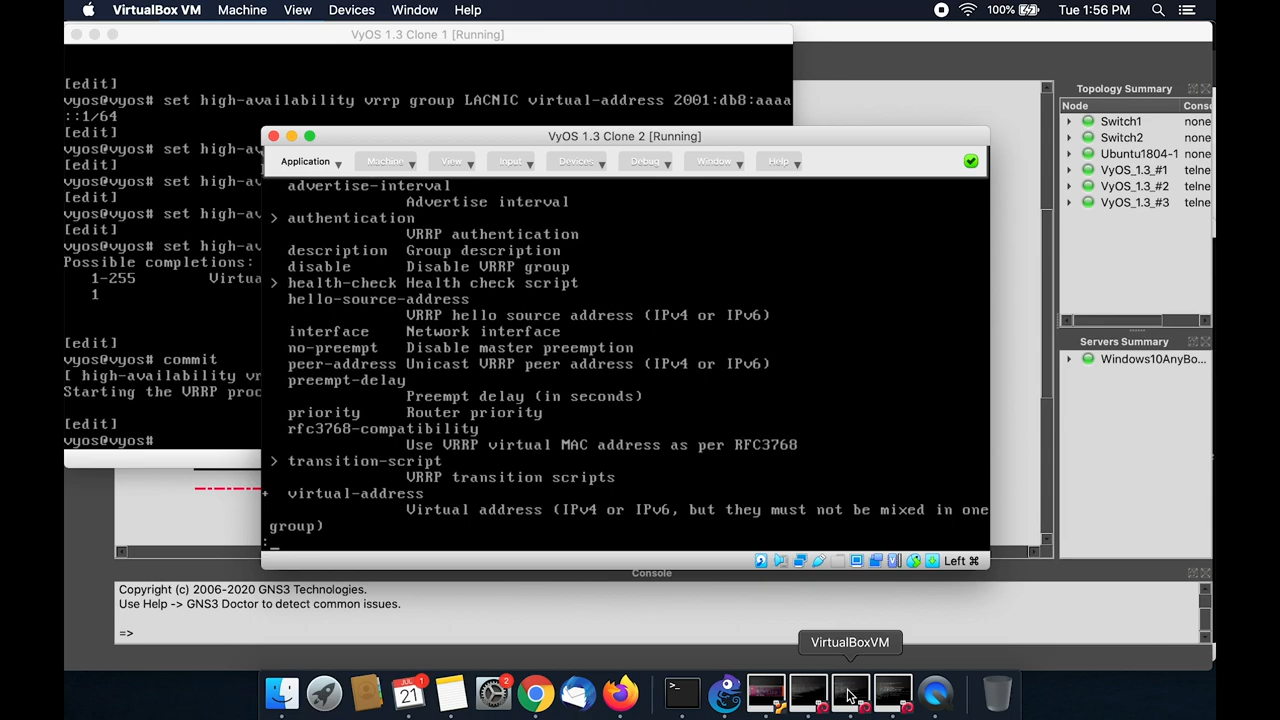 VirtualBox VM Machine View Devices Window Help 100% Tue 1:56 PM
VyOS 1.3 Clone 1 [Running]
[edit]
vyos@vyos# set high-availability vrrp group LACNIC virtual-address 2001:db8:aaaa
::1/64
[edit]
vyos@vyos# set high-av
[edit]
vyos@vyos# set high-av
[edit]
vyos@vyos# set high-av
[edit]
vyos@vyos# set high-av
Possible completions:
1-255 Virtua
1
[edit]
vyos@vyos# commit
[ high-availability vr
Starting the VRRP proc
[edit]
vyos@vyos#
VyOS 1.3 Clone 2 [Running]
Application Machine View Input Devices Debug Window Help
advertise-interval
Advertise interval
> authentication
VRRP authentication
description Group description
disable Disable VRRP group
> health-check Health check script
hello-source-address
VRRP hello source address (IPv4 or IPv6)
interface Network interface
no-preempt Disable master preemption
peer-address Unicast VRRP peer address (IPv4 or IPv6)
preempt-delay
Preempt delay (in seconds)
priority Router priority
rfc3768-compatibility
Use VRRP virtual MAC address as per RFC3768
> transition-script
VRRP transition scripts
+ virtual-address
Virtual address (IPv4 or IPv6, but they must not be mixed in one
group)
:
Left ⌘
Topology Summary
Node Conso
Switch1 none
Switch2 none
Ubuntu1804-1 none
VyOS_1.3_#1 telne
VyOS_1.3_#2 telne
VyOS_1.3_#3 telne
Servers Summary
Windows10AnyBo...
Console
Copyright (c) 2006-2020 GNS3 Technologies.
Use Help -> GNS3 Doctor to detect common issues.
=>
VirtualBoxVM
JUL
21
1
2